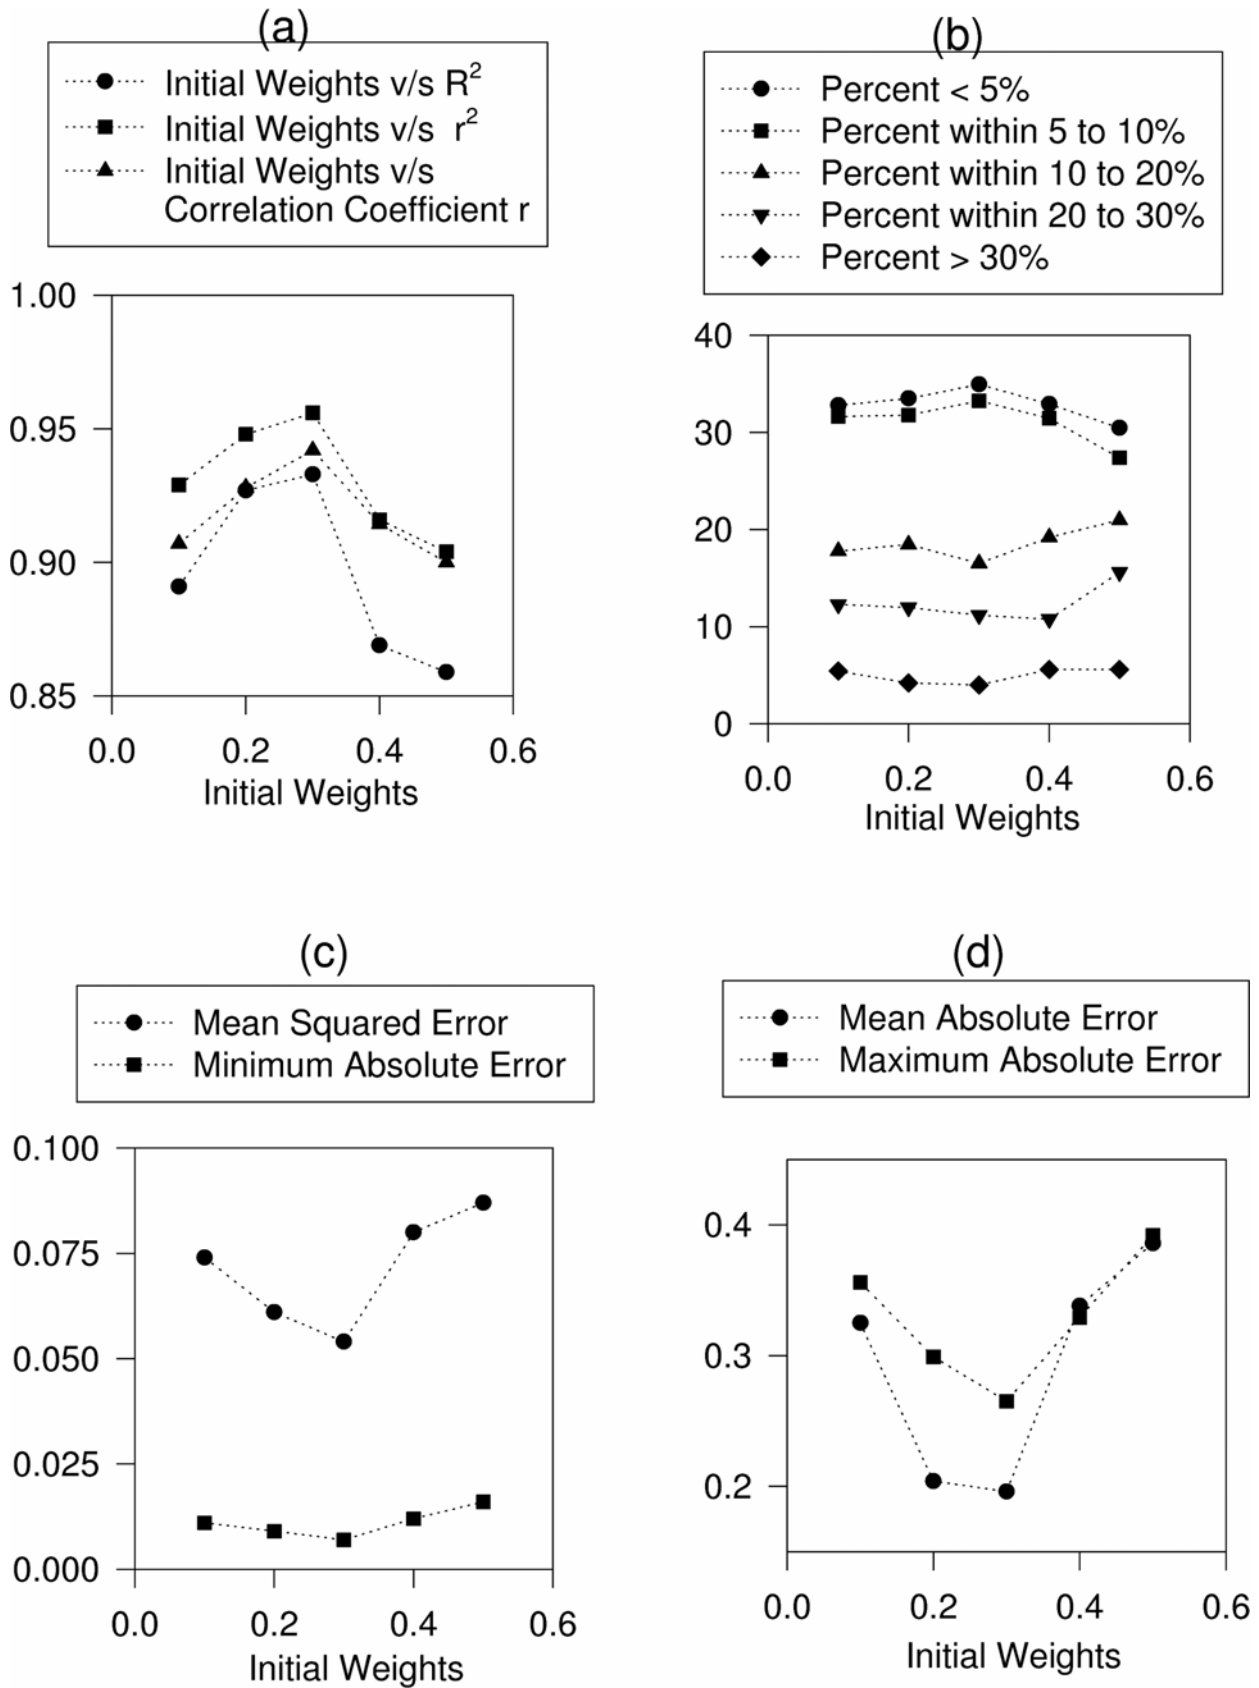 (a)
Initial Weights v/s R²
Initial Weights v/s r²
Initial Weights v/s
Correlation Coefficient r
1.00
0.95
0.90
0.85
0.0 0.2 0.4 0.6
Initial Weights
(b)
Percent < 5%
Percent within 5 to 10%
Percent within 10 to 20%
Percent within 20 to 30%
Percent > 30%
40
30
20
10
0
0.0 0.2 0.4 0.6
Initial Weights
(c)
Mean Squared Error
Minimum Absolute Error
0.100
0.075
0.050
0.025
0.000
0.0 0.2 0.4 0.6
Initial Weights
(d)
Mean Absolute Error
Maximum Absolute Error
0.4
0.3
0.2
0.0 0.2 0.4 0.6
Initial Weights